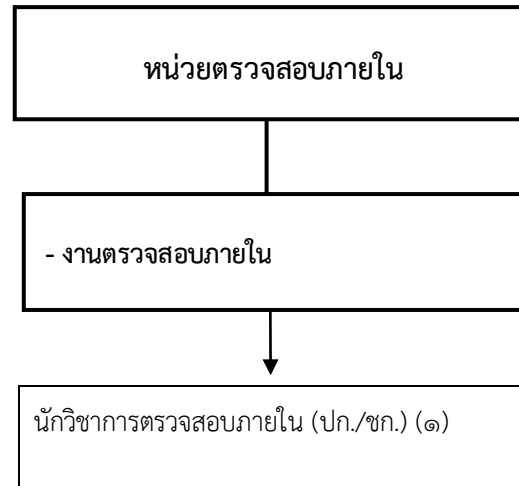 หน่วยตรวจสอบภายใน
- งานตรวจสอบภายใน
นักวิชาการตรวจสอบภายใน (ปก./ชก.) (๑)